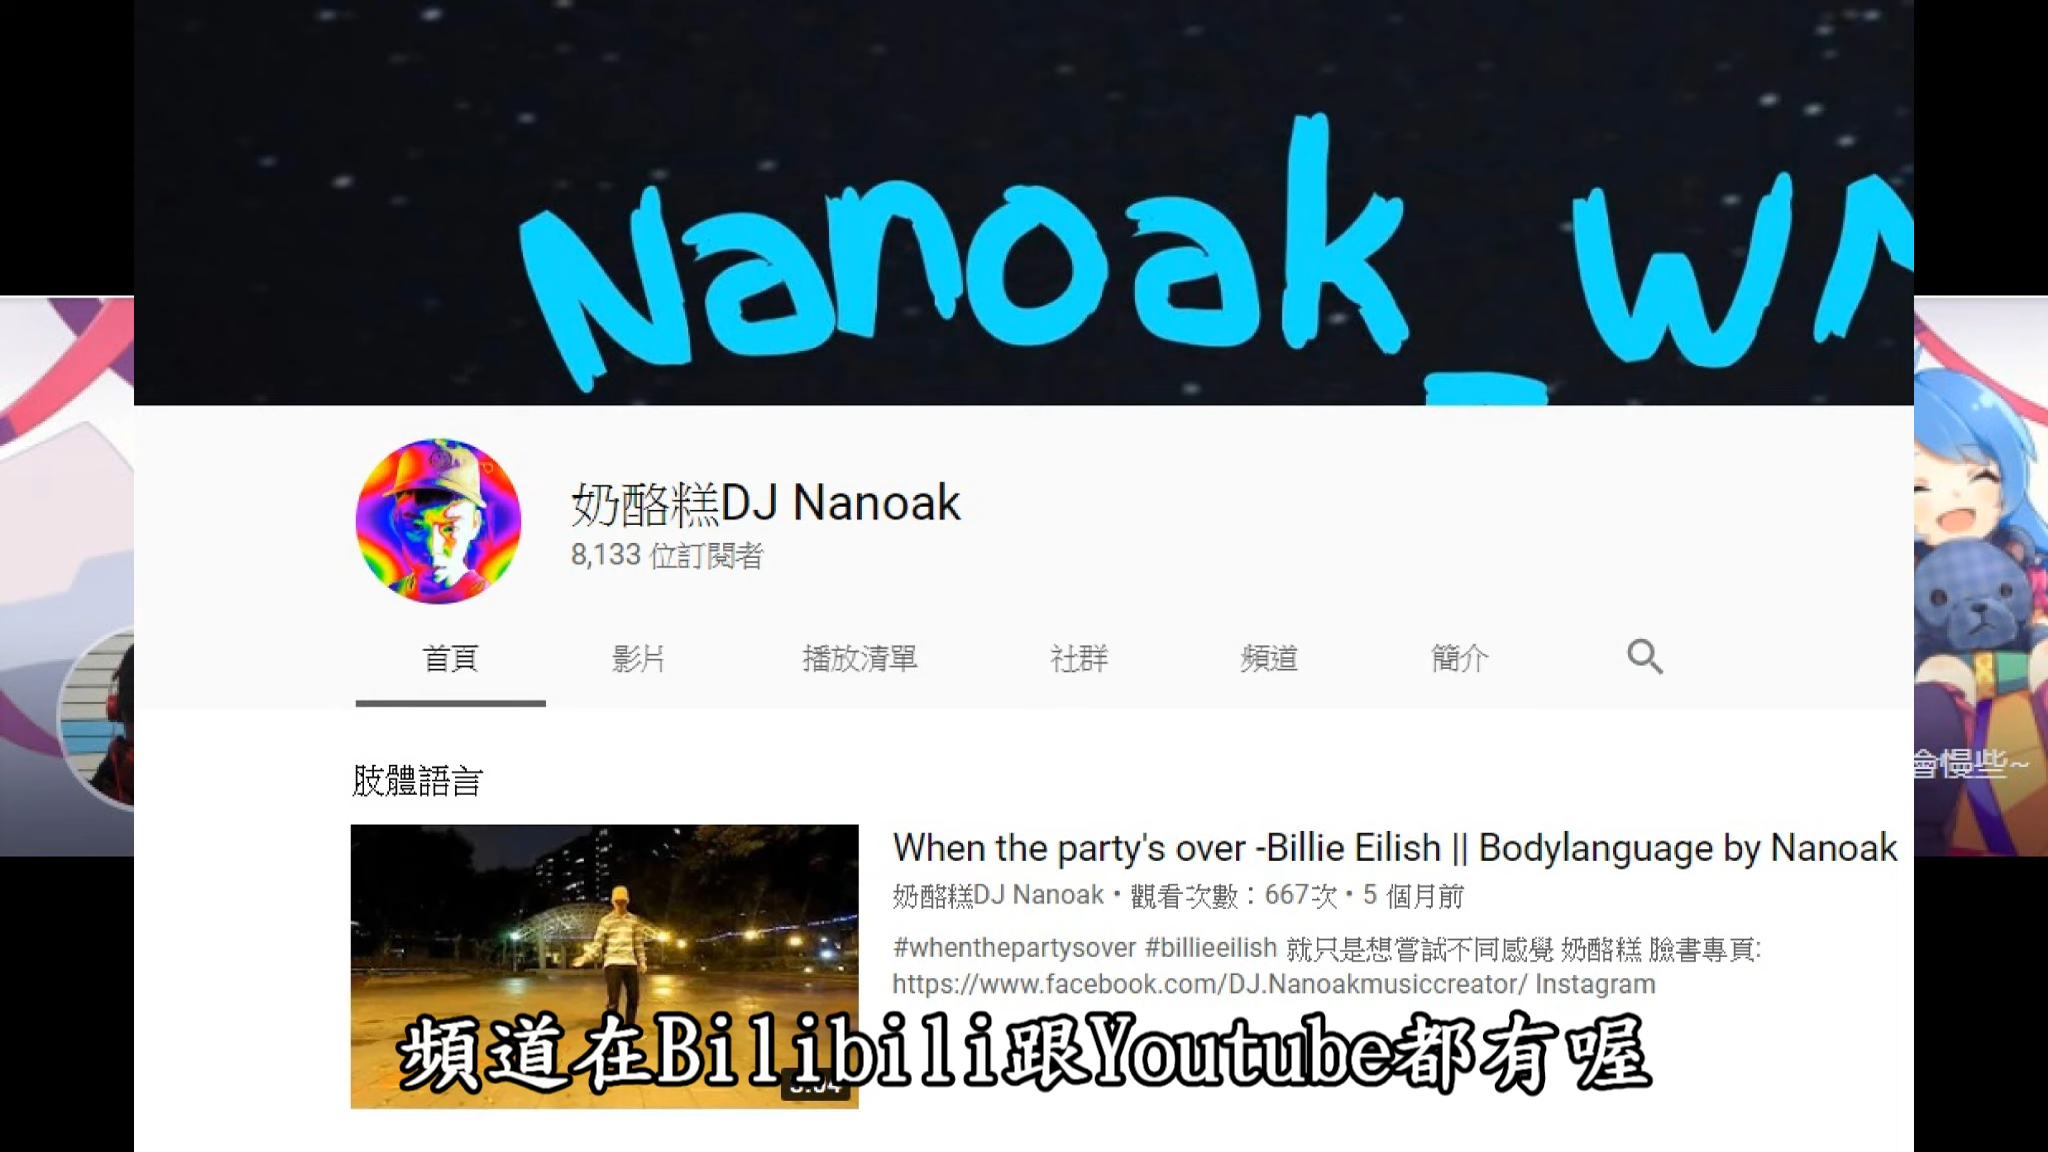 Nanoak_
奶酪糕DJ Nanoak
8,133 位訂閱者
首頁 影片 播放清單 社群 頻道 簡介
肢體語言
When the party's over -Billie Eilish || Bodylanguage by Nanoak
奶酪糕DJ Nanoak • 觀看次數：667次 • 5 個月前
#whenthepartysover #billieeilish 就只是想嘗試不同感覺 奶酪糕 臉書專頁:
https://www.facebook.com/DJ.Nanoakmusiccreator/ Instagram
會慢些~
頻道在Bilibili跟Youtube都有喔